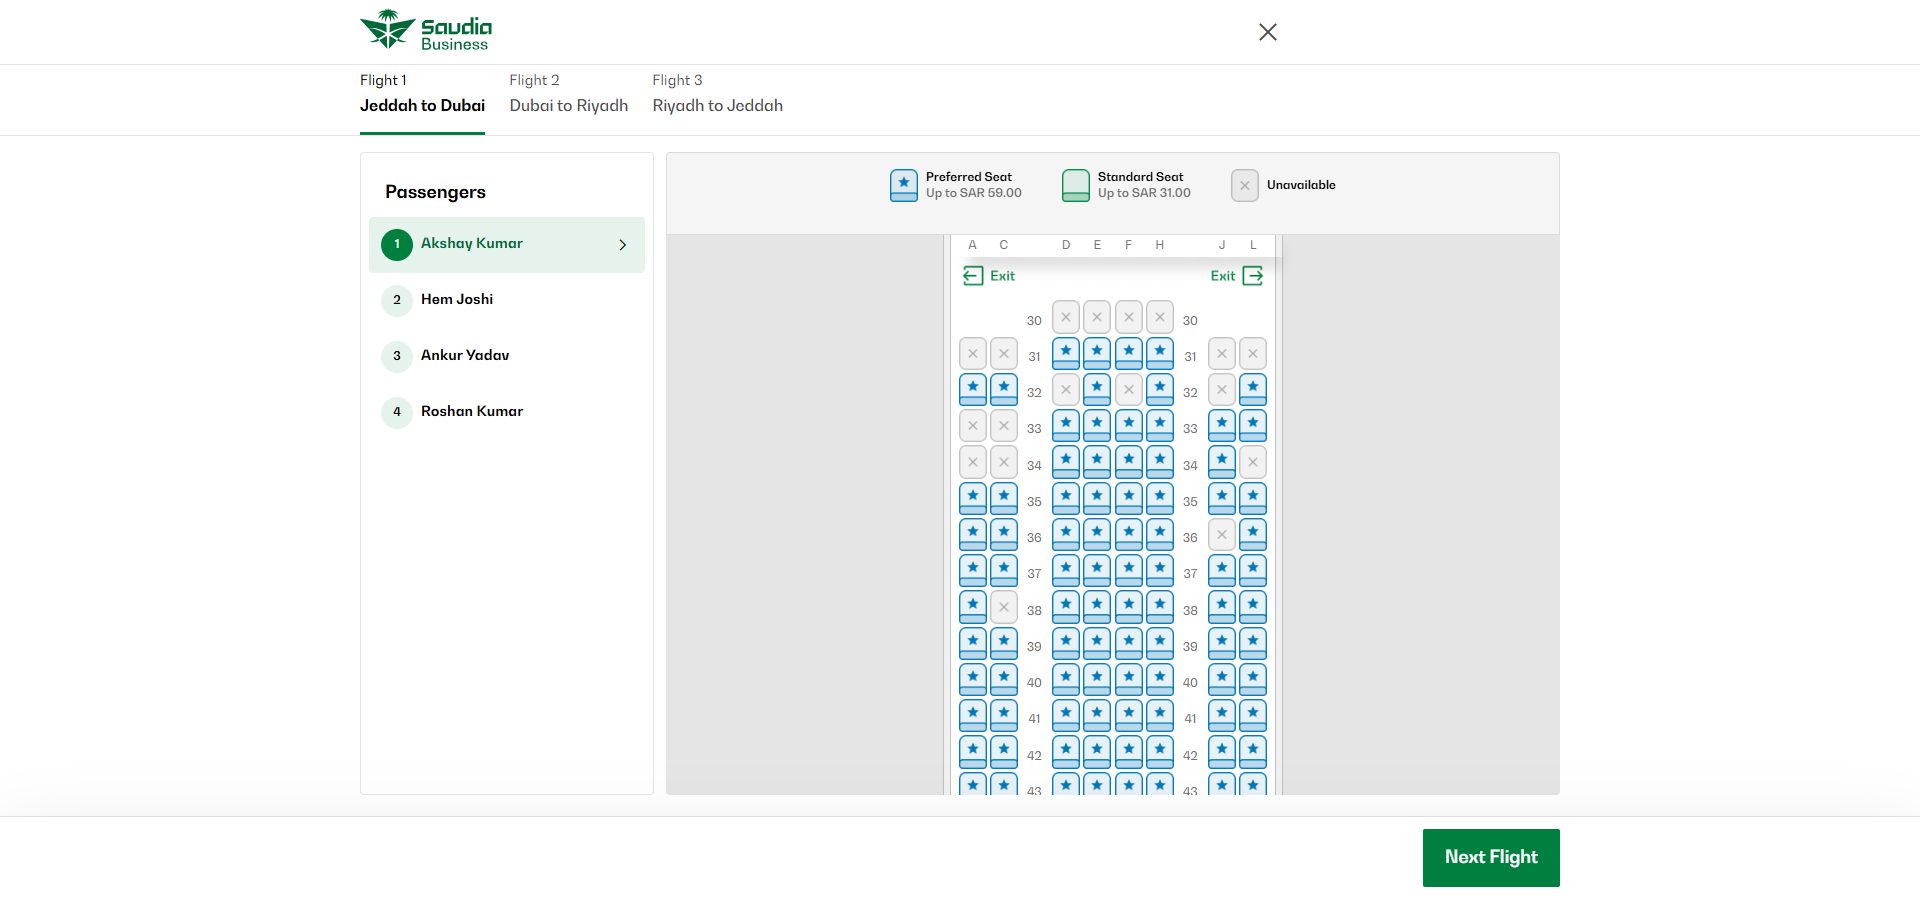 Saudia
Business
Flight 1
Jeddah to Dubai
Flight 2
Dubai to Riyadh
Flight 3
Riyadh to Jeddah
Passengers
1 Akshay Kumar
2 Hem Joshi
3 Ankur Yadav
4 Roshan Kumar
Preferred Seat
Up to SAR 59.00
Standard Seat
Up to SAR 31.00
Unavailable
A C D E F H J L
Exit Exit
30 30
31 31
32 32
33 33
34 34
35 35
36 36
37 37
38 38
39 39
40 40
41 41
42 42
43 43
Next Flight